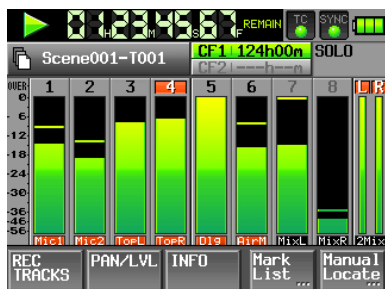 01H23M45S67F REMAIN TC SYNC
Scene001-T001 CF1 124h00m SOLO
CF2 ---h--m
OVER 1 2 3 4 5 6 7 8 L R
0
- 6
-12
-18
-24
-30
-36
-46
-56
Mic1 Mic2 TopL TopR Dlg AirM MixL MixR 2Mix
REC TRACKS PAN/LVL INFO Mark List ... Manual Locate ...